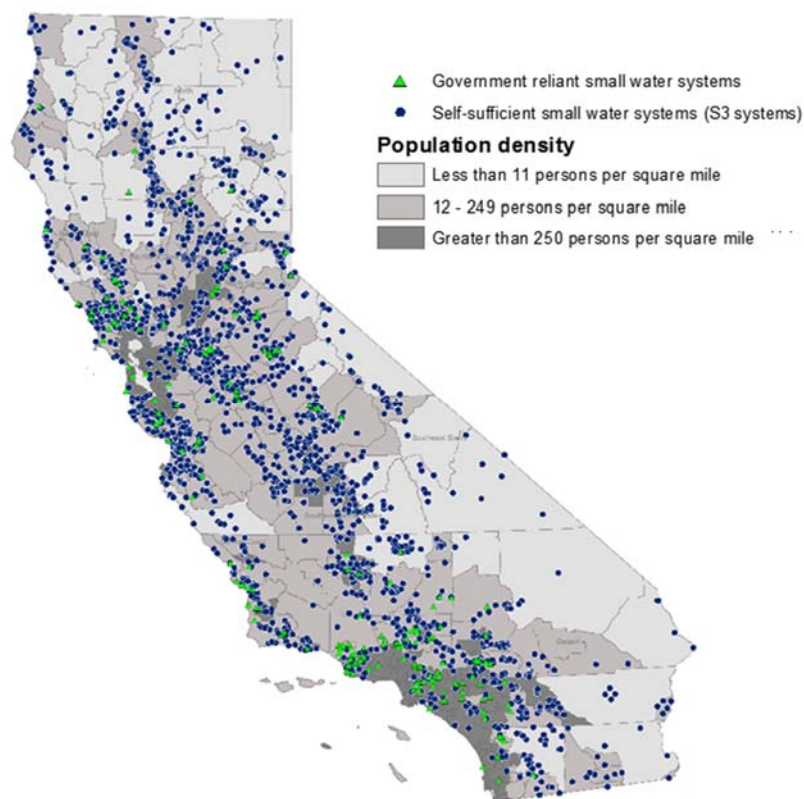 Government reliant small water systems
Self-sufficient small water systems (S3 systems)
Population density
Less than 11 persons per square mile
12 - 249 persons per square mile
Greater than 250 persons per square mile
North